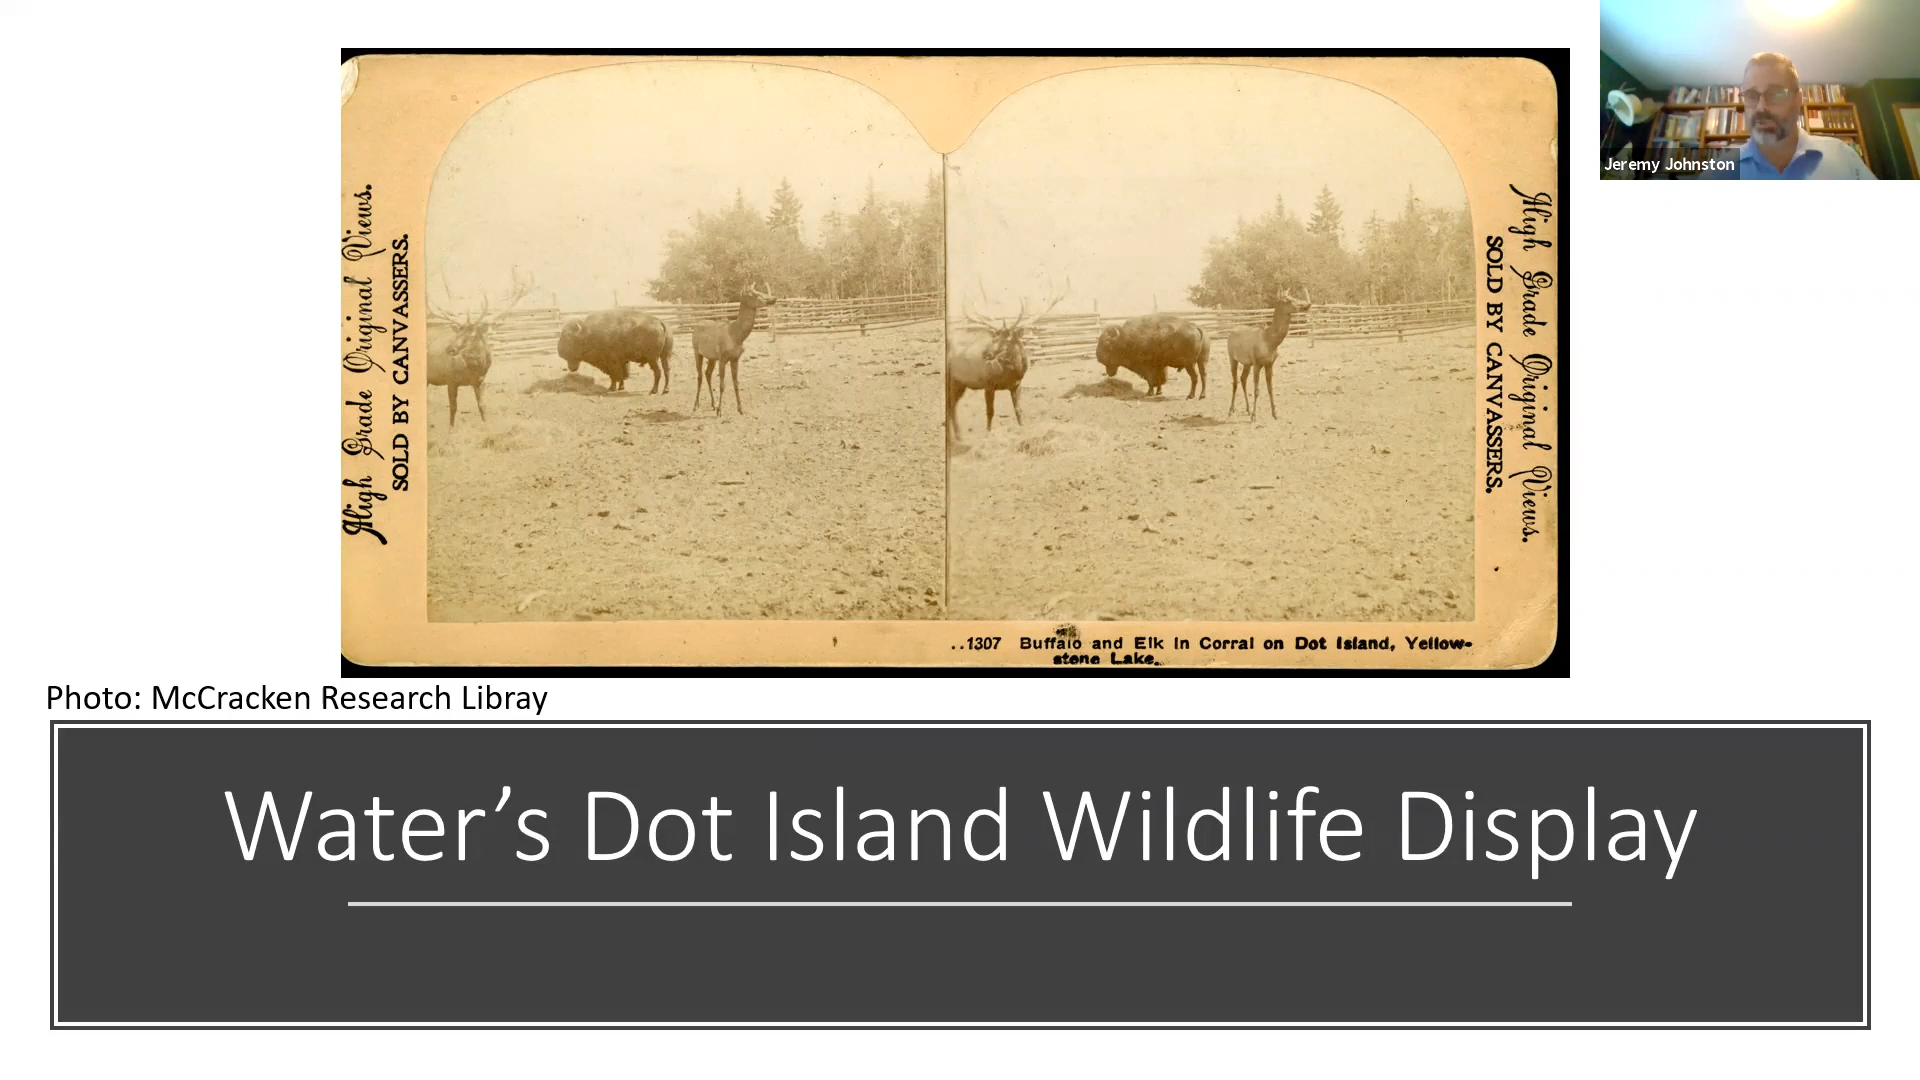 High Grade Original Views.
SOLD BY CANVASSERS.
High Grade Original Views.
SOLD BY CANVASSERS.
..1307 Buffalo and Elk in Corral on Dot Island, Yellow-
stone Lake.
Jeremy Johnston
Photo: McCracken Research Libray
Water’s Dot Island Wildlife Display